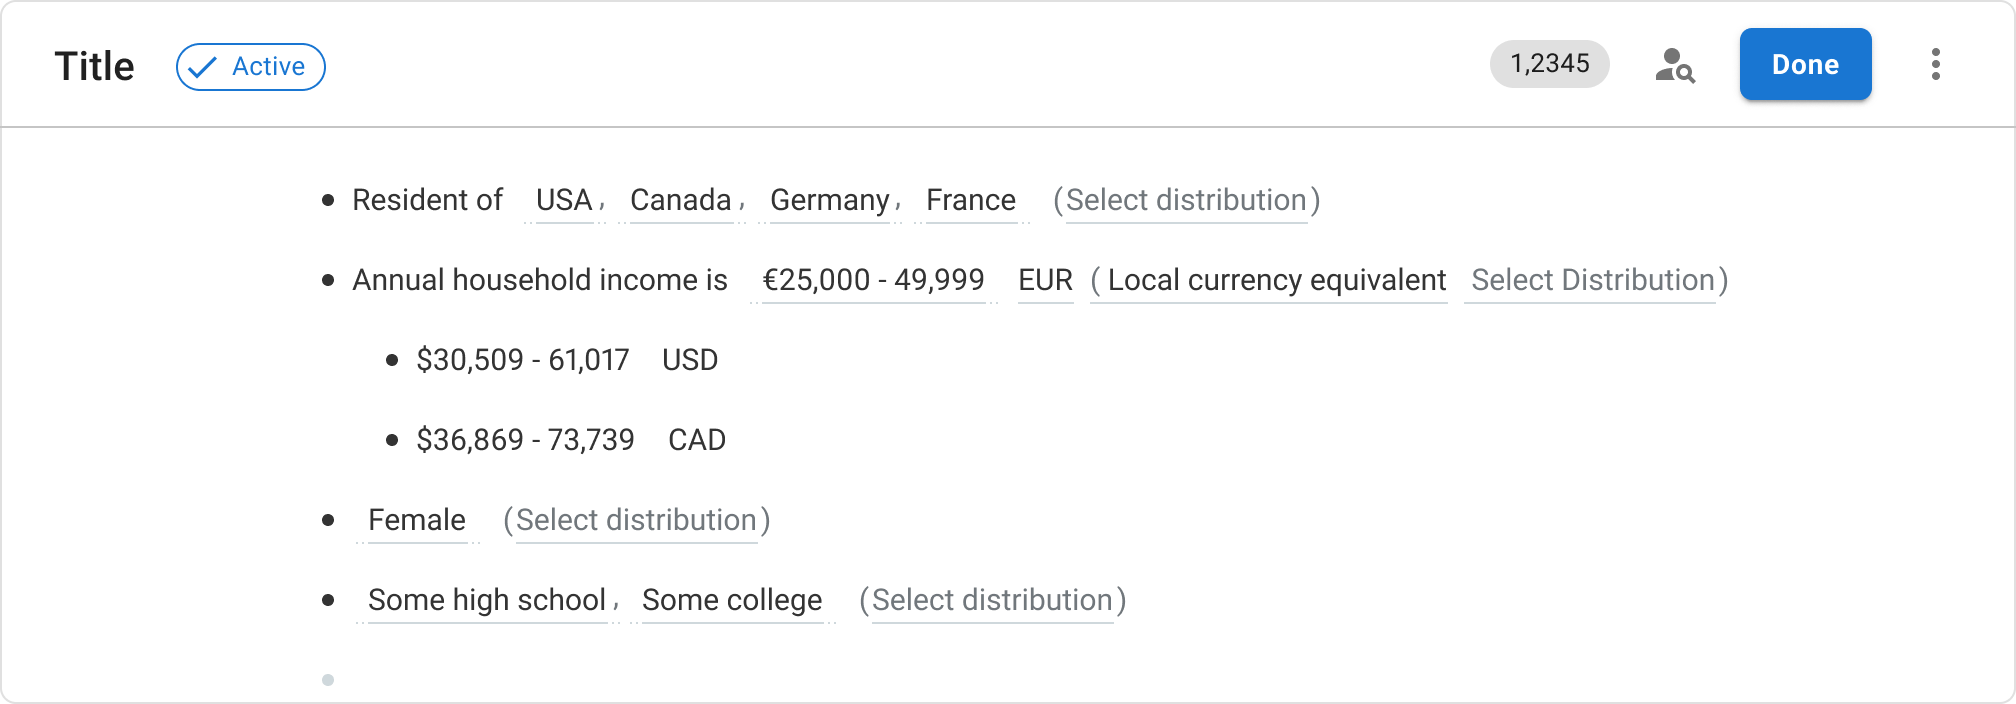 Title Active 1,2345 Done
• Resident of USA, Canada, Germany, France (Select distribution)
• Annual household income is €25,000 - 49,999 EUR ( Local currency equivalent Select Distribution)
• $30,509 - 61,017 USD
• $36,869 - 73,739 CAD
• Female (Select distribution)
• Some high school, Some college (Select distribution)